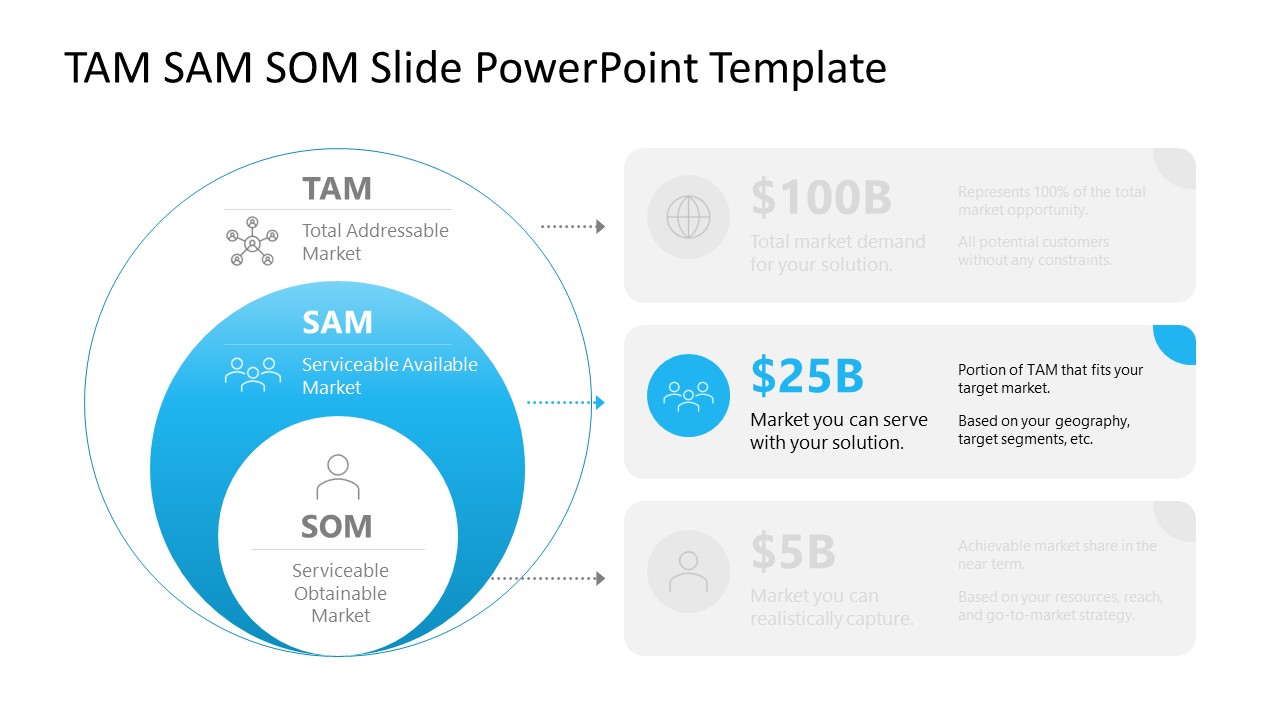 TAM SAM SOM Slide PowerPoint Template
TAM
Total Addressable
Market
SAM
Serviceable Available
Market
SOM
Serviceable
Obtainable
Market
$100B
Total market demand
for your solution.
Represents 100% of the total
market opportunity.
All potential customers
without any constraints.
$25B
Market you can serve
with your solution.
Portion of TAM that fits your
target market.
Based on your geography,
target segments, etc.
$5B
Market you can
realistically capture.
Achievable market share in the
near term.
Based on your resources, reach,
and go-to-market strategy.